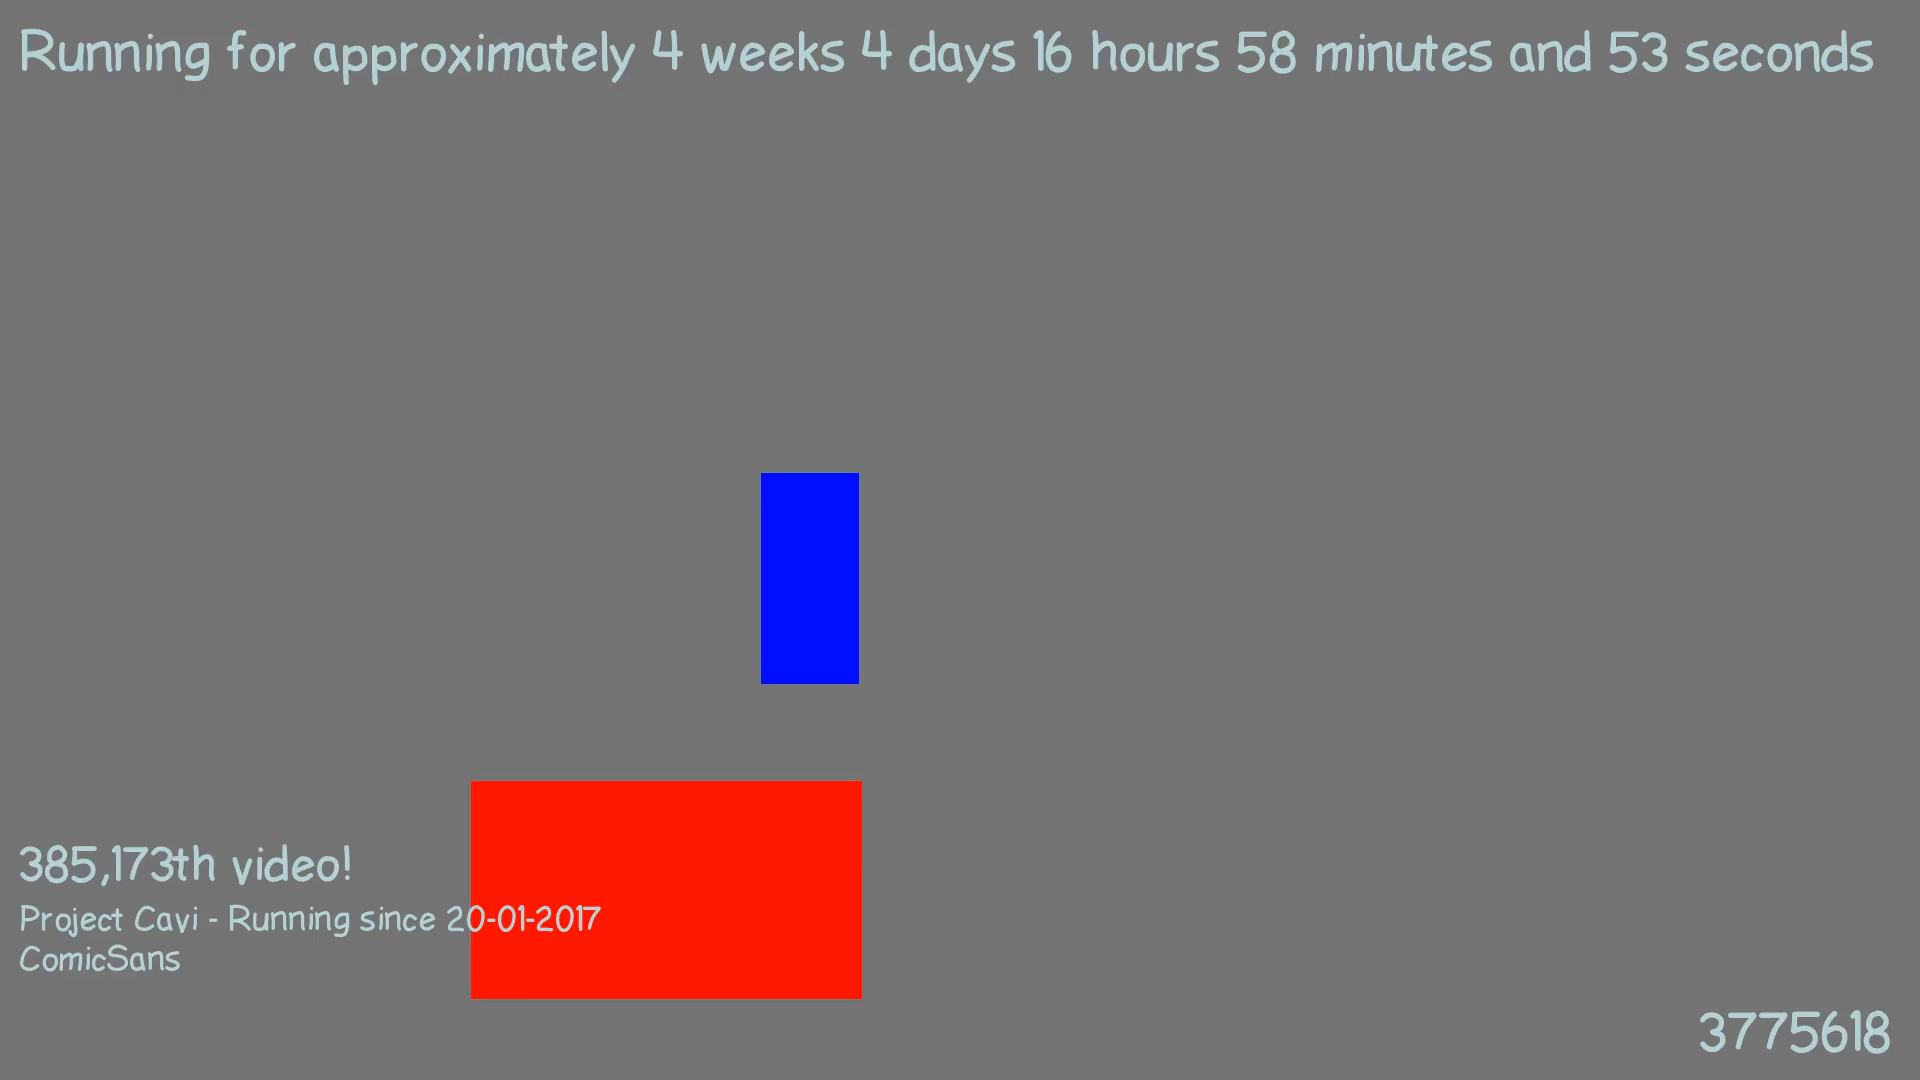 Running for approximately 4 weeks 4 days 16 hours 58 minutes and 53 seconds
385,173th video!
Project Cavi - Running since 20-01-2017
ComicSans
3775618